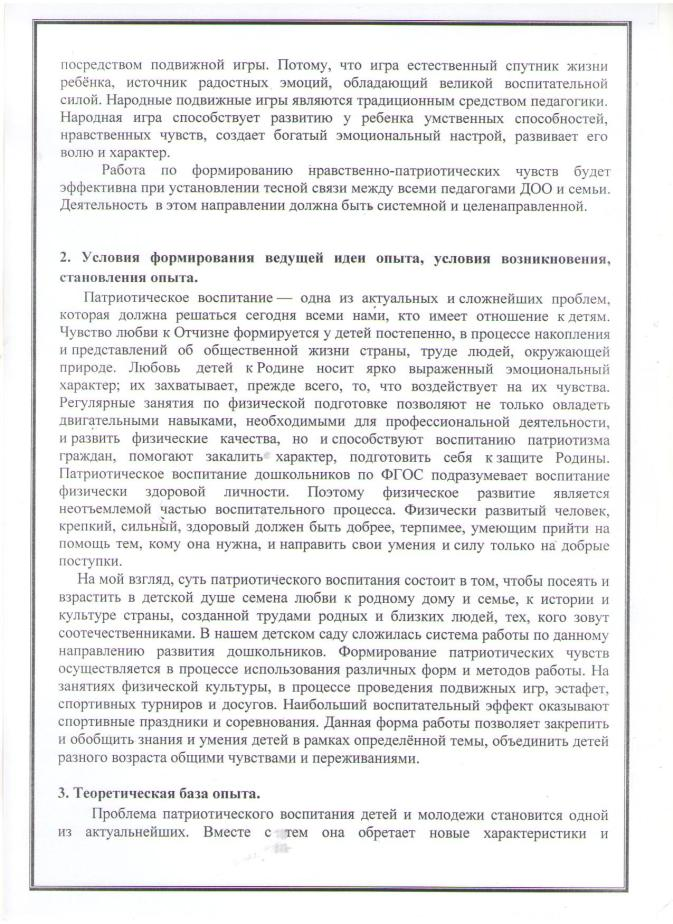 посредством подвижной игры. Потому, что игра естественный спутник жизни
ребёнка, источник радостных эмоций, обладающий великой воспитательной
силой. Народные подвижные игры являются традиционным средством педагогики.
Народная игра способствует развитию у ребенка умственных способностей,
нравственных чувств, создает богатый эмоциональный настрой, развивает его
волю и характер.
Работа по формированию нравственно-патриотических чувств будет
эффективна при установлении тесной связи между всеми педагогами ДОО и семьи.
Деятельность в этом направлении должна быть системной и целенаправленной.
2. Условия формирования ведущей идеи опыта, условия возникновения,
становления опыта.
Патриотическое воспитание — одна из актуальных и сложнейших проблем,
которая должна решаться сегодня всеми нами, кто имеет отношение к детям.
Чувство любви к Отчизне формируется у детей постепенно, в процессе накопления
и представлений об общественной жизни страны, труде людей, окружающей
природе. Любовь детей к Родине носит ярко выраженный эмоциональный
характер; их захватывает, прежде всего, то, что воздействует на их чувства.
Регулярные занятия по физической подготовке позволяют не только овладеть
двигательными навыками, необходимыми для профессиональной деятельности,
и развить физические качества, но и способствуют воспитанию патриотизма
граждан, помогают закалить характер, подготовить себя к защите Родины.
Патриотическое воспитание дошкольников по ФГОС подразумевает воспитание
физически здоровой личности. Поэтому физическое развитие является
неотъемлемой частью воспитательного процесса. Физически развитый человек,
крепкий, сильный, здоровый должен быть добрее, терпимее, умеющим прийти на
помощь тем, кому она нужна, и направить свои умения и силу только на добрые
поступки.
На мой взгляд, суть патриотического воспитания состоит в том, чтобы посеять и
взрастить в детской душе семена любви к родному дому и семье, к истории и
культуре страны, созданной трудами родных и близких людей, тех, кого зовут
соотечественниками. В нашем детском саду сложилась система работы по данному
направлению развития дошкольников. Формирование патриотических чувств
осуществляется в процессе использования различных форм и методов работы. На
занятиях физической культуры, в процессе проведения подвижных игр, эстафет,
спортивных турниров и досугов. Наибольший воспитательный эффект оказывают
спортивные праздники и соревнования. Данная форма работы позволяет закрепить
и обобщить знания и умения детей в рамках определённой темы, объединить детей
разного возраста общими чувствами и переживаниями.
3. Теоретическая база опыта.
Проблема патриотического воспитания детей и молодежи становится одной
из актуальнейших. Вместе с тем она обретает новые характеристики и